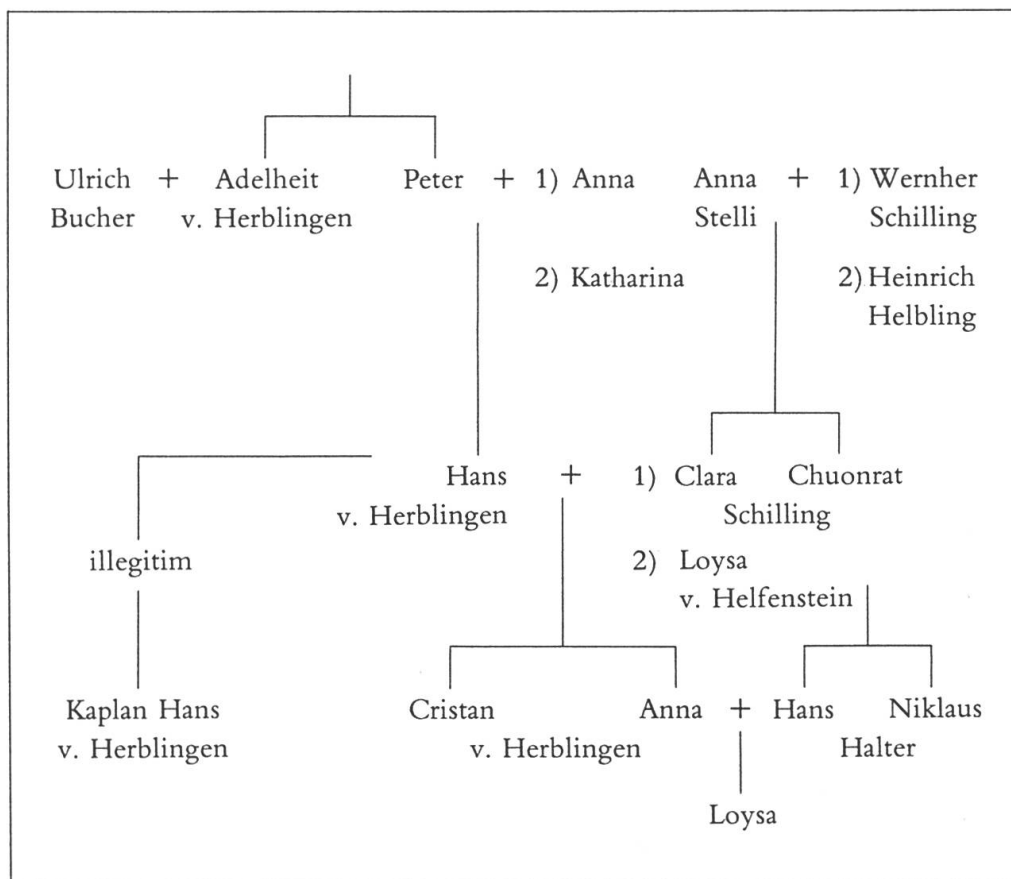 Ulrich + Adelheit Peter + 1) Anna Anna + 1) Wernher
Bucher v. Herblingen Stelli Schilling
2) Katharina 2) Heinrich
Helbling
Hans + 1) Clara Chuonrat
v. Herblingen Schilling
illegitim 2) Loysa
v. Helfenstein
Kaplan Hans Cristan Anna + Hans Niklaus
v. Herblingen v. Herblingen Halter
Loysa